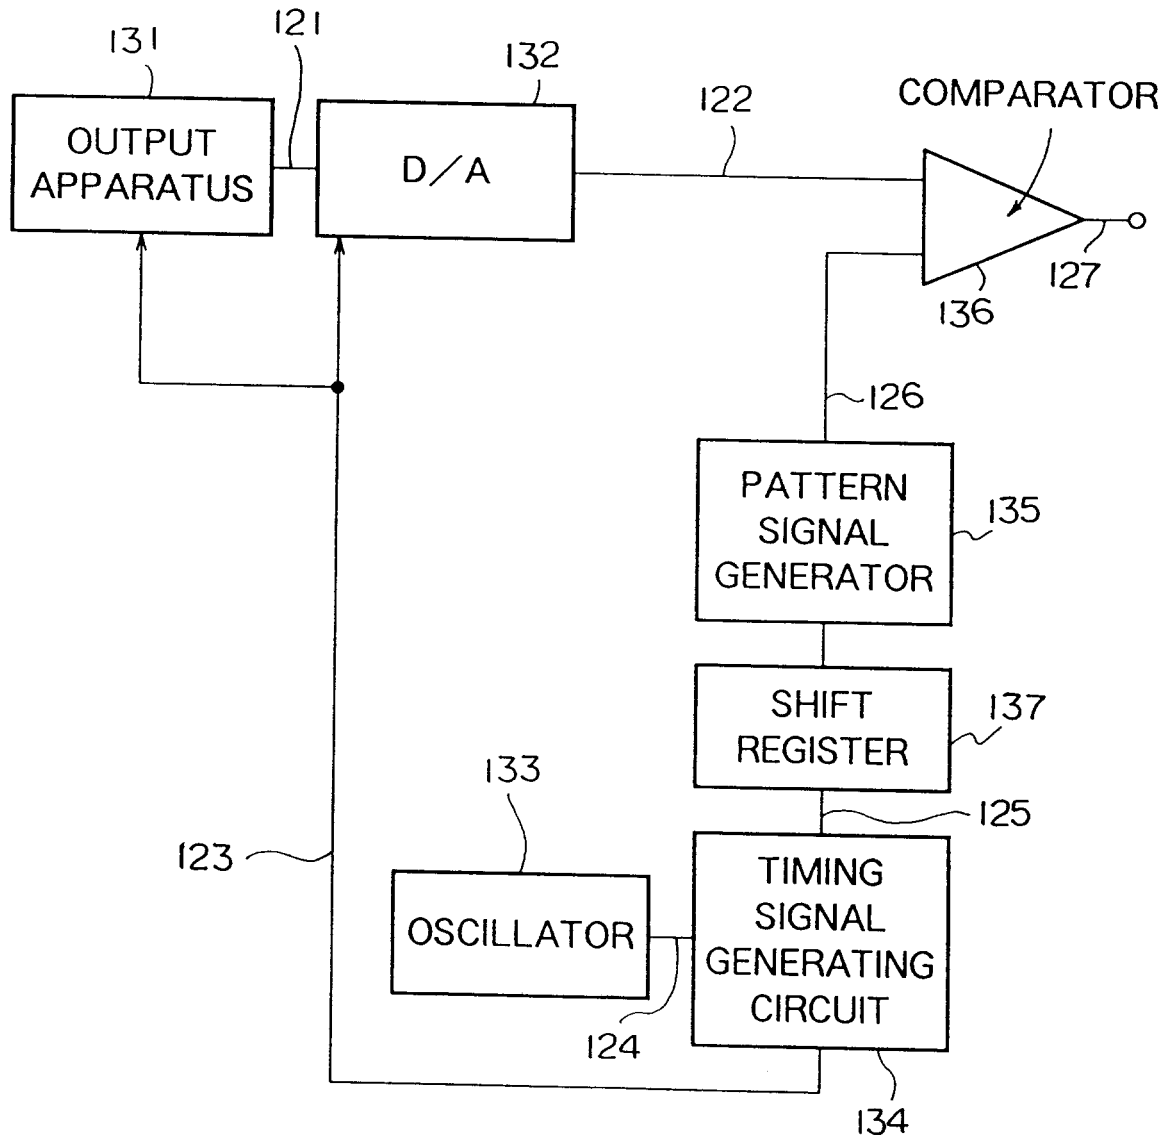 131
121
132
122
COMPARATOR
OUTPUT
APPARATUS
D/A
127
136
126
PATTERN
SIGNAL
GENERATOR
135
SHIFT
REGISTER
137
133
125
123
OSCILLATOR
TIMING
SIGNAL
GENERATING
CIRCUIT
124
134